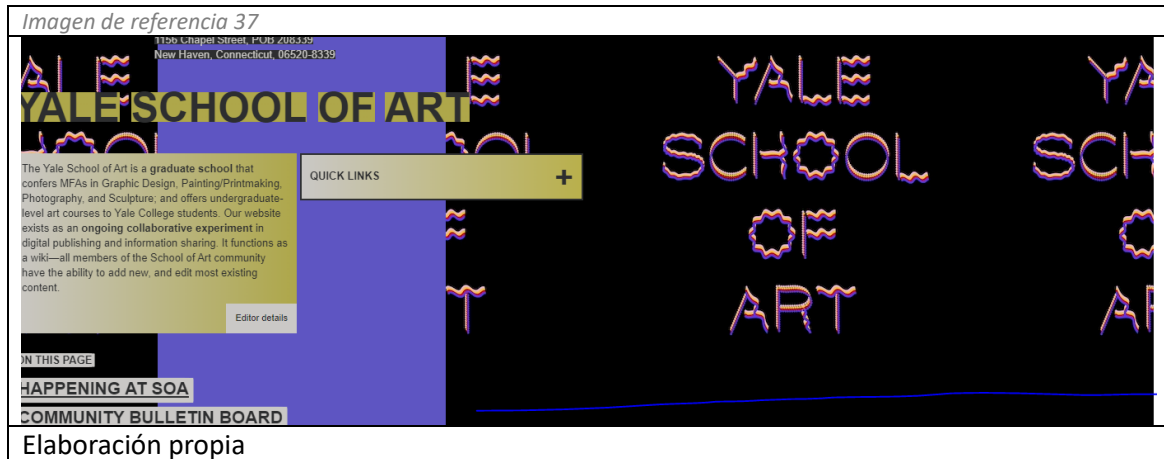 Imagen de referencia 37
1156 Chapel Street, POB 208339
New Haven, Connecticut, 06520-8339
YALE SCHOOL OF ART
The Yale School of Art is a graduate school that
confers MFAs in Graphic Design, Painting/Printmaking,
Photography, and Sculpture; and offers undergraduate-
level art courses to Yale College students. Our website
exists as an ongoing collaborative experiment in
digital publishing and information sharing. It functions as
a wiki—all members of the School of Art community
have the ability to add new, and edit most existing
content.
Editor details
QUICK LINKS +
ON THIS PAGE
HAPPENING AT SOA
COMMUNITY BULLETIN BOARD
YALE
SCHOOL
OF
ART
Elaboración propia